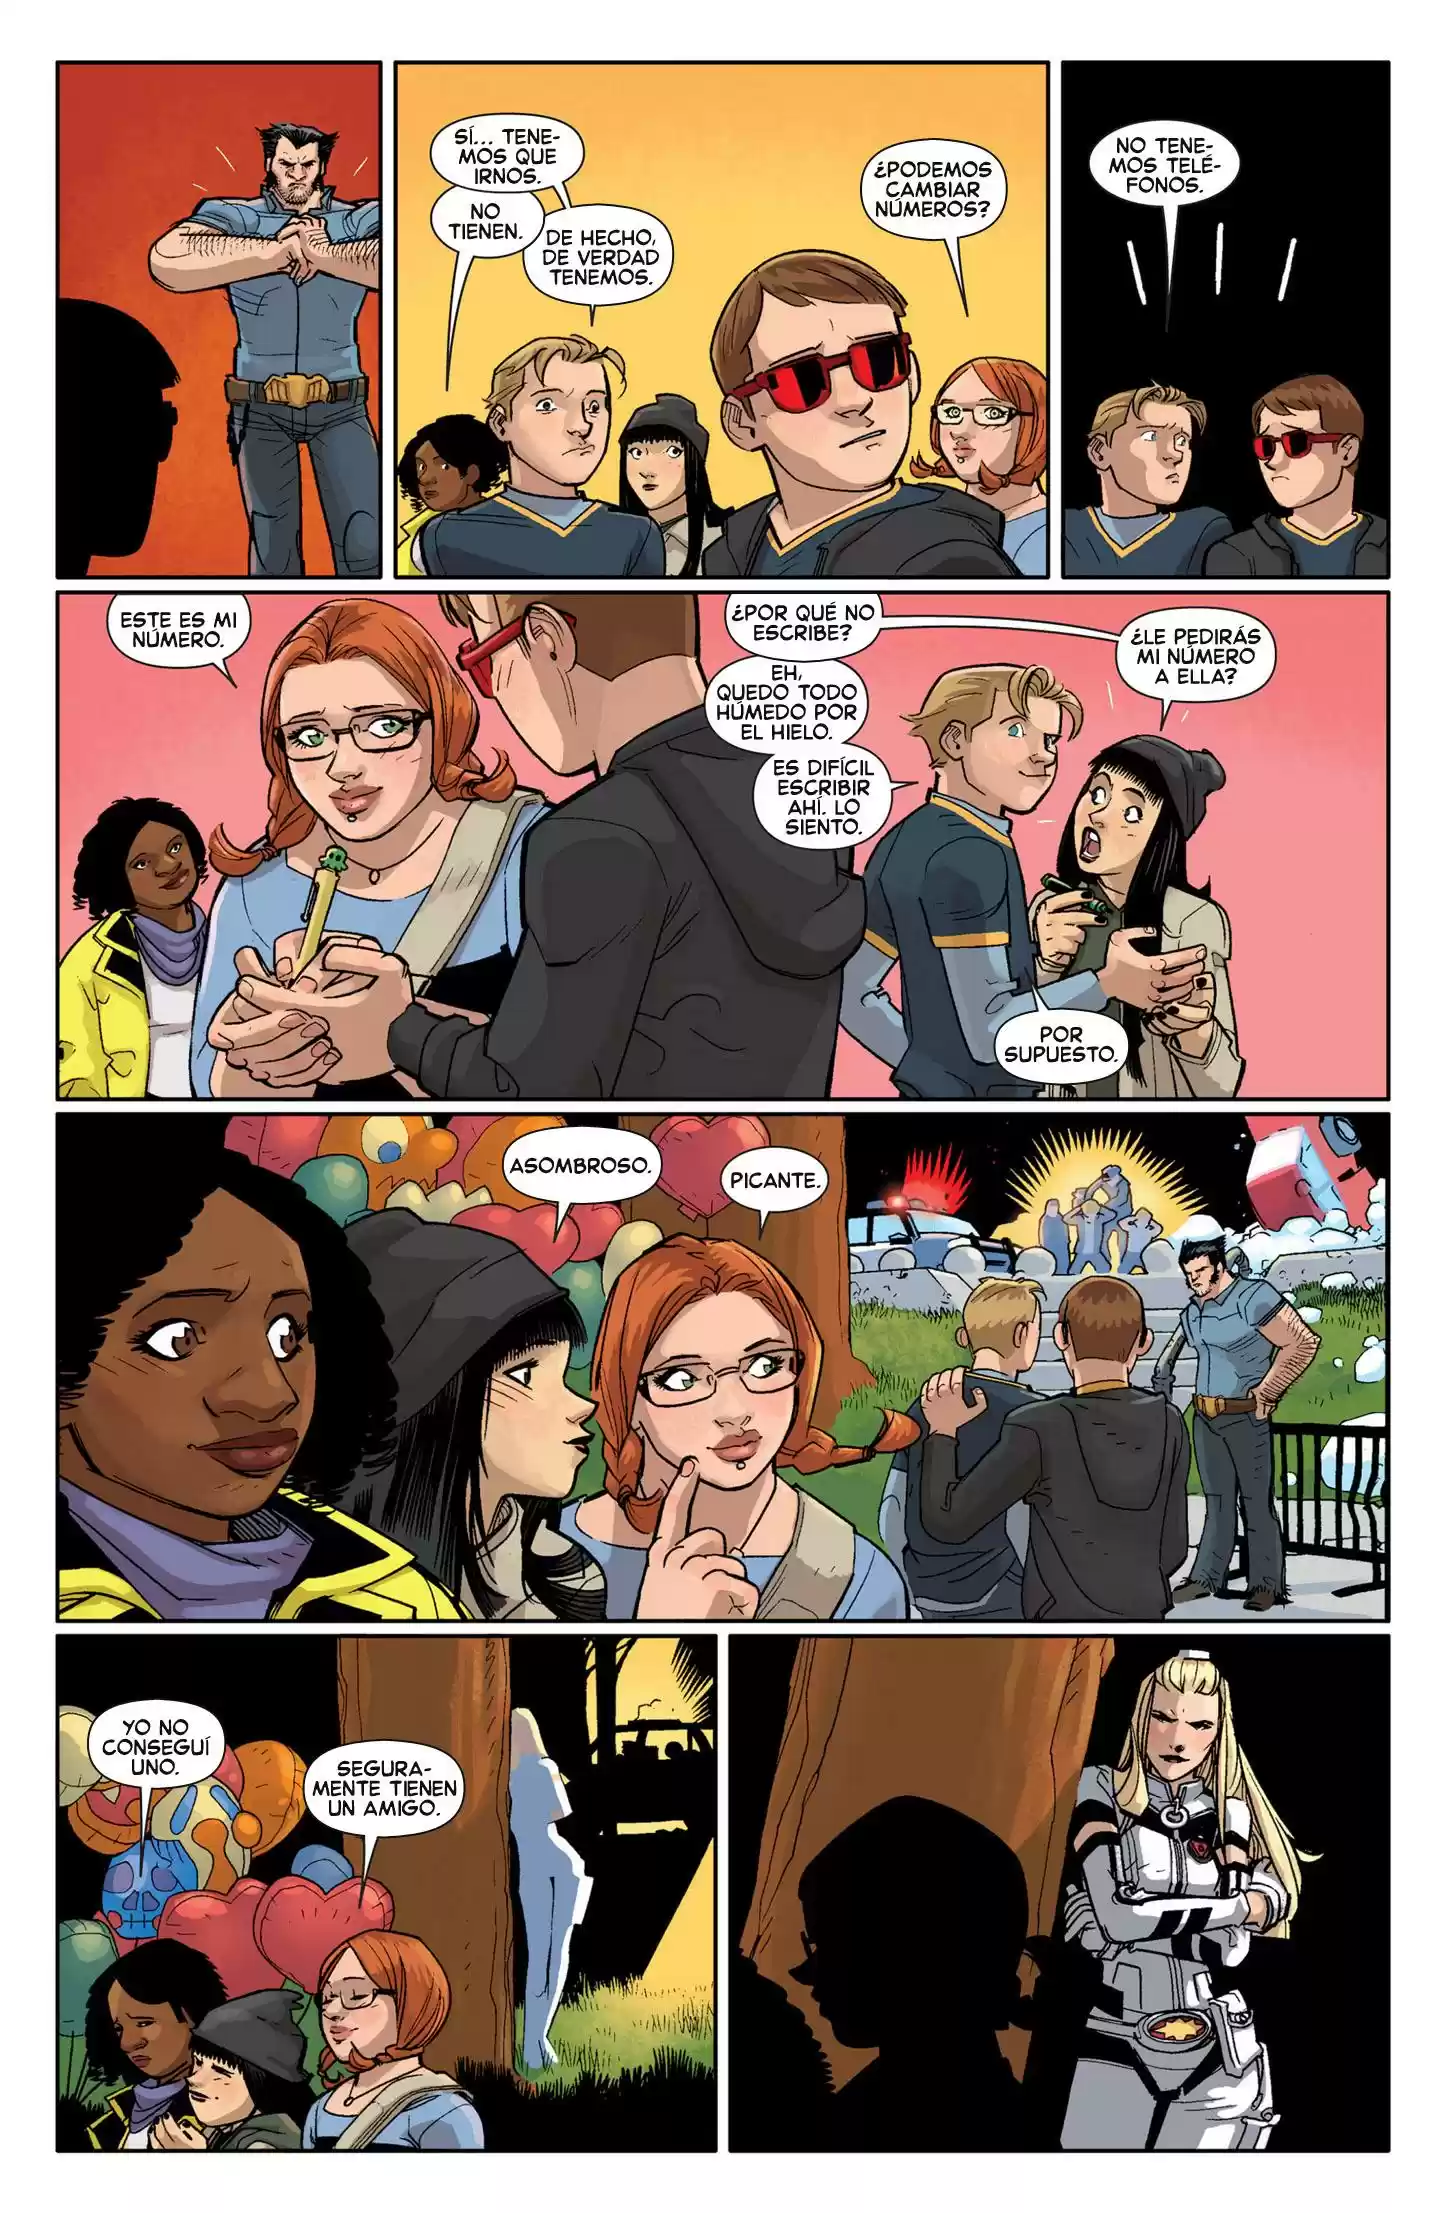 SÍ... TENE-
MOS QUE
IRNOS.
NO
TIENEN.
DE HECHO,
DE VERDAD
TENEMOS.
¿PODEMOS
CAMBIAR
NÚMEROS?
NO TENE-
MOS TELÉ-
FONOS.
ESTE ES MI
NÚMERO.
¿POR QUÉ NO
ESCRIBE?
EH,
QUEDO TODO
HÚMEDO POR
EL HIELO.
ES DIFÍCIL
ESCRIBIR
AHÍ. LO
SIENTO.
¿LE PEDIRÁS
MI NÚMERO
A ELLA?
POR
SUPUESTO.
ASOMBROSO.
PICANTE.
YO NO
CONSEGUÍ
UNO.
SEGURA-
MENTE TIENEN
UN AMIGO.